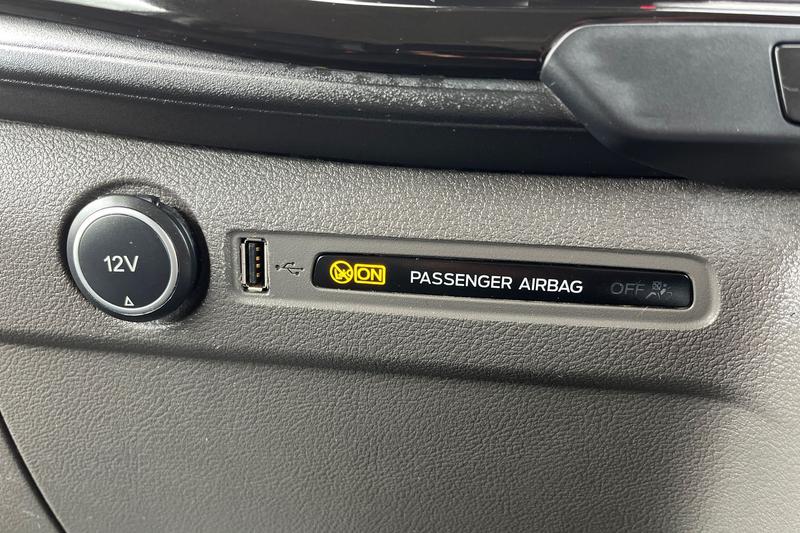 12V
ON PASSENGER AIRBAG OFF